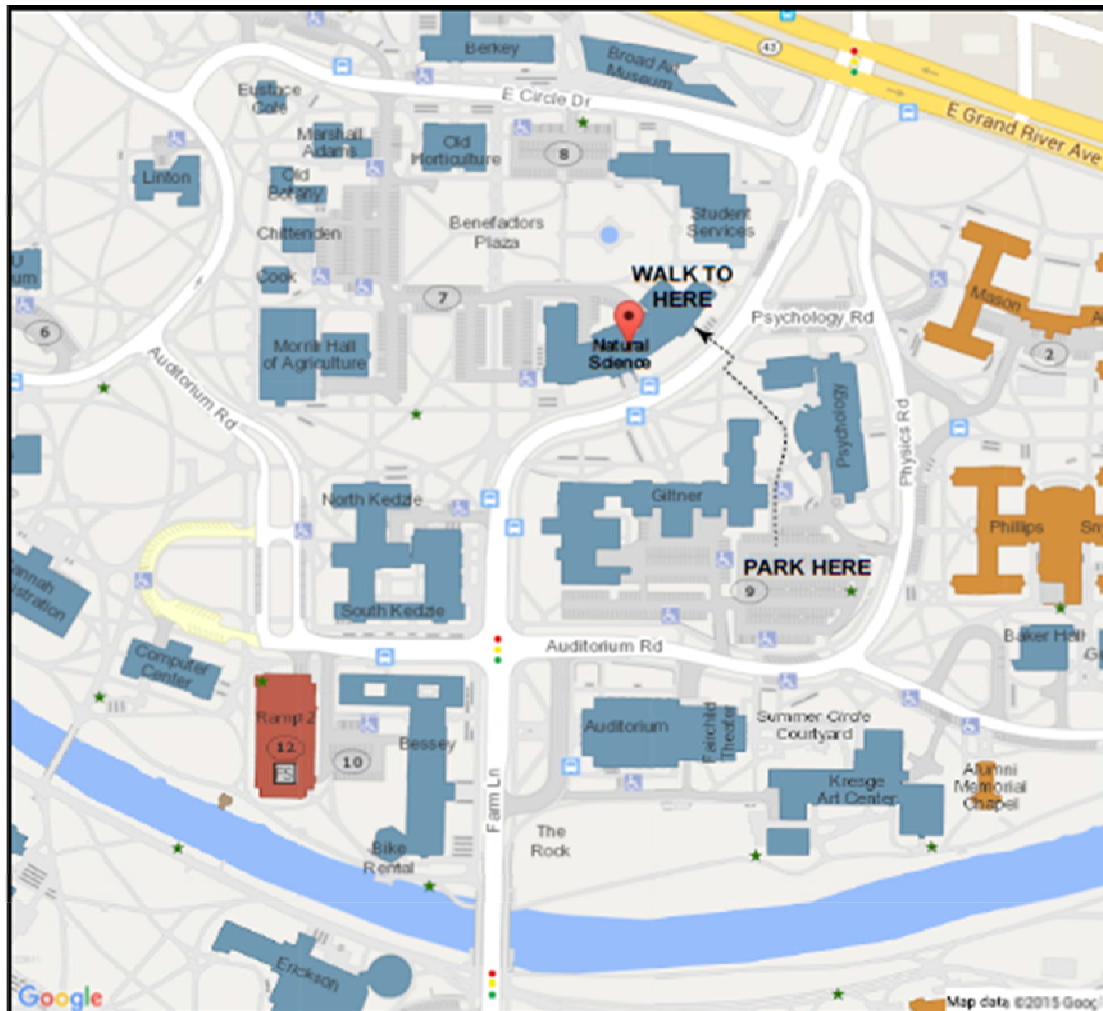 Berkey
Broad Art
Museum
43
E Grand River Ave
Eustace
Cole
E Circle Dr
Marshall
Adams
Old
Horticulture
8
Linton
Old
Botany
Student
Services
Chittenden
Benefactors
Plaza
WALK TO
HERE
Cook
Mason
7
6
Psychology Rd
Natural
Science
2
Morrill Hall
of Agriculture
Auditorium Rd
Psychology
Physics Rd
North Kedzie
Giltner
Phillips
PARK HERE
9
South Kedzie
Auditorium Rd
Baker Hall
Computer
Center
Ramp 2
12
10
Bessey
Auditorium
Fairchild
Theater
Summer Circle
Courtyard
Kresge
Art Center
Alumni
Memorial
Chapel
Farm Ln
The
Rock
Bike
Rental
Erickson
Google
Map data ©2015 Googl